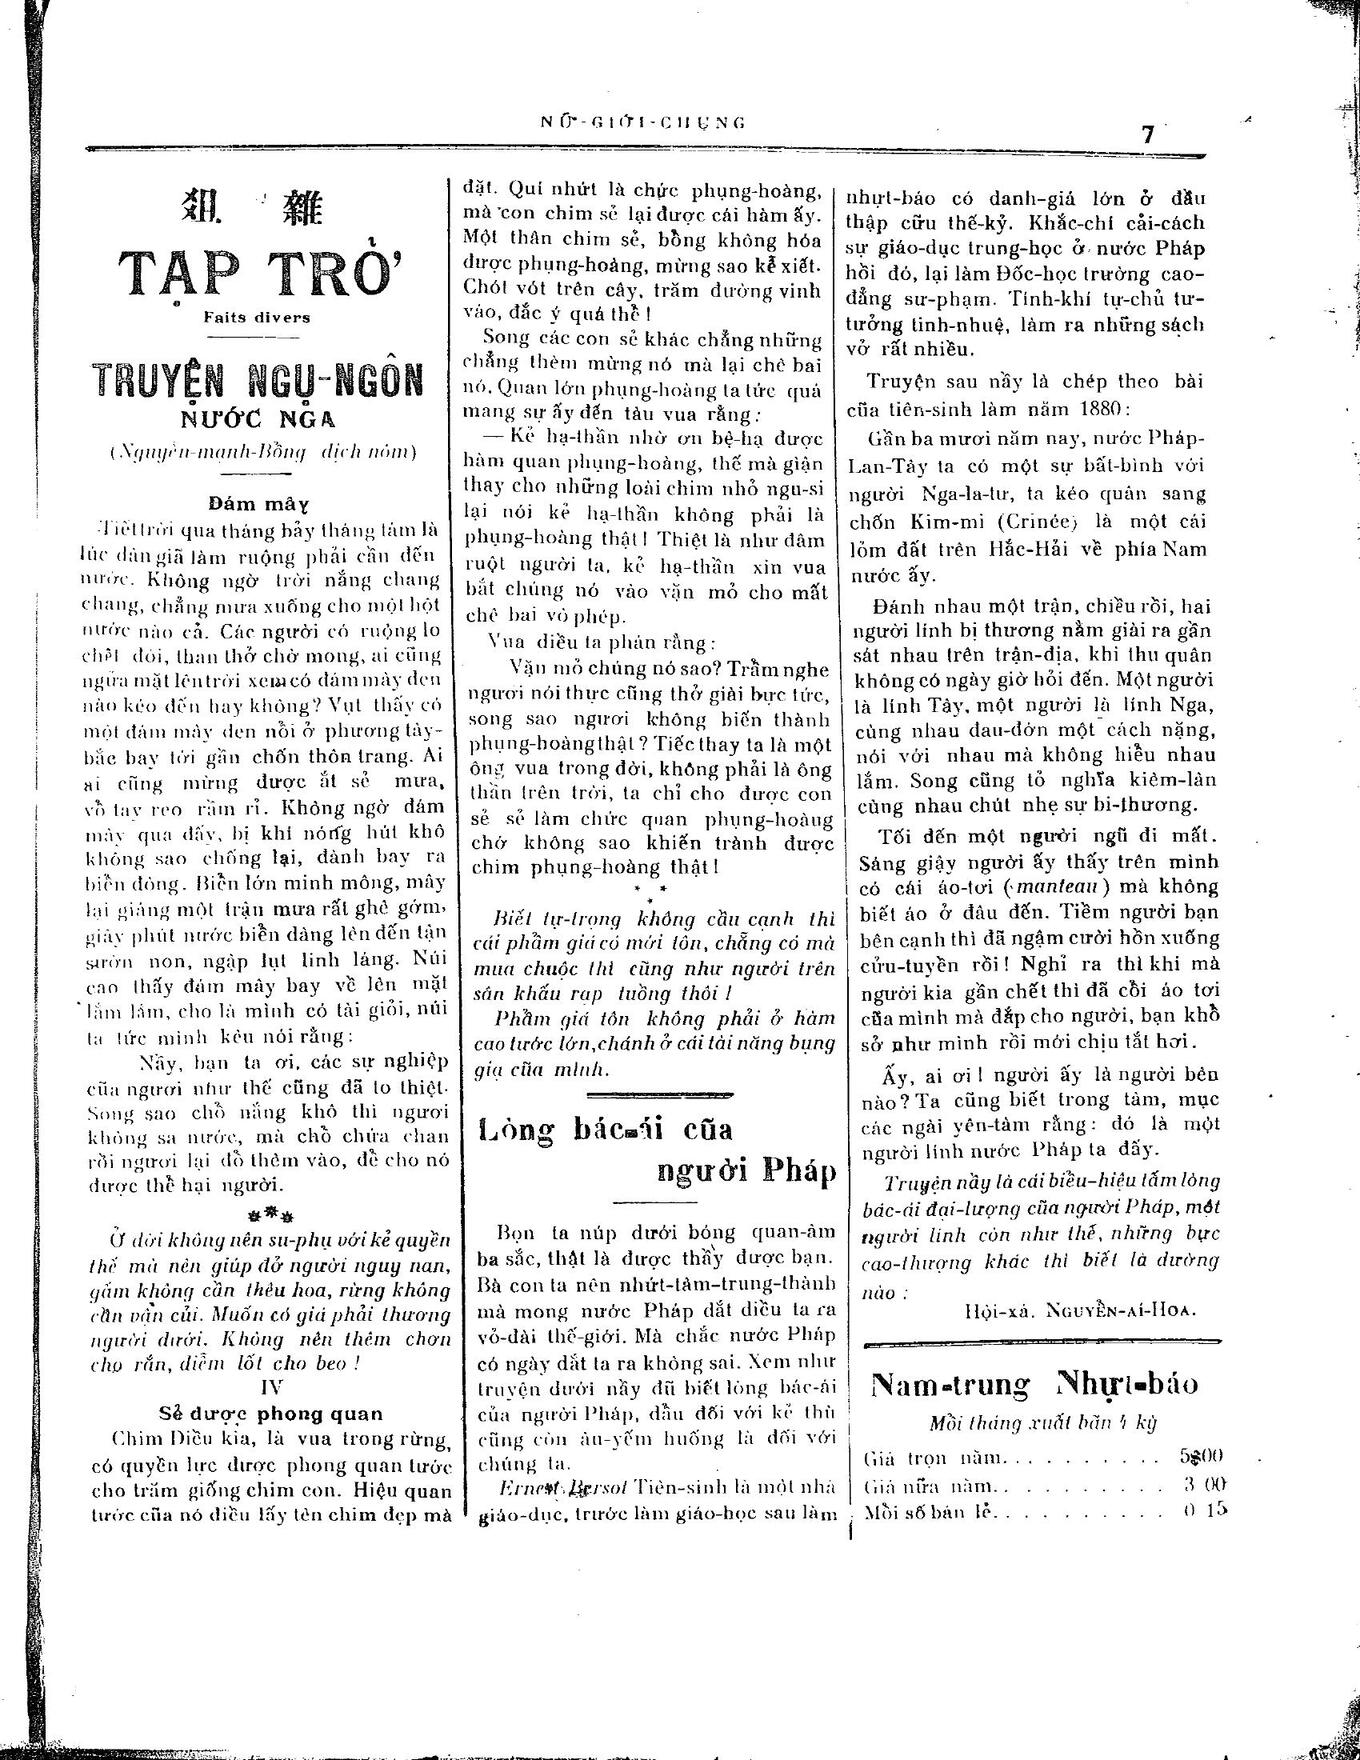 NỮ-GIỚI-CHUNG
7
俎 雜
TẠP TRỞ
Faits divers
TRUYỆN NGỤ-NGÔN
NƯỚC NGA
(Nguyễn-mạnh-Bồng dịch nôm)
Đám mây
Tiết trời qua tháng bảy tháng tám là
lúc dân giã làm ruộng phải cần đến
nước. Không ngờ trời nắng chang
chang, chẳng mưa xuống cho một hột
nước nào cả. Các người có ruộng lo
chết đói, than thở chờ mong, ai cũng
ngửa mặt lên trời xem có đám mây đen
nào kéo đến hay không? Vụt thấy có
một đám mây đen nổi ở phương tây-
bắc bay tới gần chốn thôn trang. Ai
ai cũng mừng được ắt sẻ mưa,
vỗ tay reo rầm rỉ. Không ngờ đám
mây qua đấy, bị khí nóng hút khô
không sao chống lại, đành bay ra
biển đông. Biển lớn minh mông, mây
lại giáng một trận mưa rất ghê gớm,
giây phút nước biển dâng lên đến tận
sườn non, ngập lụt linh láng. Núi
cao thấy đám mây bay về lên mặt
lắm lắm, cho là mình có tài giỏi, núi
ta tức mình kêu nói rằng:
Nầy, bạn ta ơi, các sự nghiệp
của ngươi như thế cũng đã to thiệt.
Song sao chỗ nắng khô thì ngươi
không sa nước, mà chỗ chứa chan
rồi ngươi lại đổ thêm vào, để cho nó
được thể hại người.
***
Ở đời không nên su-phụ với kẻ quyền
thế mà nên giúp đở người nguy nan,
gấm không cần thêu hoa, rừng không
cần vận củi. Muốn có giá phải thương
người dưới. Không nên thêm chơn
cho rắn, điểm lốt cho beo!
IV
Sẻ được phong quan
Chim Diều kia, là vua trong rừng,
có quyền lực được phong quan tước
cho trăm giống chim con. Hiệu quan
tước của nó điều lấy tên chim đẹp mà
đặt. Quí nhứt là chức phụng-hoàng,
mà con chim sẻ lại được cái hàm ấy.
Một thân chim sẻ, bỗng không hóa
được phụng-hoàng, mừng sao kể xiết.
Chót vót trên cây, trăm đường vinh
váo, đắc ý quá thể!
Song các con sẻ khác chẳng những
chẳng thèm mừng nó mà lại chê bai
nó. Quan lớn phụng-hoàng ta tức quá
mang sự ấy đến tâu vua rằng:
— Kẻ hạ-thần nhờ ơn bệ-hạ được
hàm quan phụng-hoàng, thế mà giận
thay cho những loài chim nhỏ ngu-si
lại nói kẻ hạ-thần không phải là
phụng-hoàng thật! Thiệt là như đâm
ruột người ta, kẻ hạ-thần xin vua
bắt chúng nó vào vặn mỏ cho mất
chê bai vô phép.
Vua diều ta phán rằng:
Vặn mỏ chúng nó sao? Trẫm nghe
ngươi nói thực cũng thở giài bực tức,
song sao ngươi không biến thành
phụng-hoàng thật? Tiếc thay ta là một
ông vua trong đời, không phải là ông
thần trên trời, ta chỉ cho được con
sẻ sẻ làm chức quan phụng-hoàng
chớ không sao khiến trành được
chim phụng-hoàng thật!
* * *
Biết tự-trọng không cầu cạnh thì
cái phẩm giá có mới tôn, chẳng có mà
mua chuộc thì cũng như người trên
sân khấu rạp tuồng thôi!
Phẩm giá tôn không phải ở hàm
cao tước lớn, chánh ở cái tài năng bụng
gia của mình.
Lòng bác-ái của
người Pháp
Bọn ta núp dưới bóng quan-âm
ba sắc, thật là được thầy được bạn.
Bà con ta nên nhứt-tâm-trung-thành
mà mong nước Pháp dắt diều ta ra
vỏ-đài thế-giới. Mà chắc nước Pháp
có ngày dắt ta ra không sai. Xem như
truyện dưới nầy đũ biết lòng bác-ái
của người Pháp, dầu đối với kẻ thù
cũng còn âu-yếm huống là đối với
chúng ta.
Ernest Bersot Tiên-sinh là một nhà
giáo-dục, trước làm giáo-học sau làm
nhựt-báo có danh-giá lớn ở đầu
thập cữu thế-kỷ. Khắc-chí cải-cách
sự giáo-dục trung-học ở nước Pháp
hồi đó, lại làm Đốc-học trường cao-
đẳng sư-phạm. Tính-khí tự-chủ tư-
tưởng tinh-nhuệ, làm ra những sách
vở rất nhiều.
Truyện sau nầy là chép theo bài
cũa tiên-sinh làm năm 1880:
Gần ba mươi năm nay, nước Pháp-
Lan-Tây ta có một sự bất-bình với
người Nga-la-tư, ta kéo quân sang
chốn Kim-mi (Crinée) là một cái
lỏm đất trên Hắc-Hải về phía Nam
nước ấy.
Đánh nhau một trận, chiều rồi, hai
người lính bị thương nằm giải ra gần
sát nhau trên trận-địa, khi thu quân
không có ngày giờ hỏi đến. Một người
là lính Tây, một người là lính Nga,
cùng nhau đau-đớn một cách nặng,
nói với nhau mà không hiểu nhau
lắm. Song cũng tỏ nghĩa kiêm-làn
cùng nhau chút nhẹ sự bi-thương.
Tối đến một người ngũ đi mất.
Sáng giậy người ấy thấy trên mình
có cái áo-tơi (manteau) mà không
biết áo ở đâu đến. Tiềm người bạn
bên cạnh thì đã ngậm cười hồn xuống
cửu-tuyền rồi! Nghỉ ra thì khi mà
người kia gần chết thì đã cổi áo tơi
cũa mình mà đắp cho người, bạn khổ
sở như mình rồi mới chịu tắt hơi.
Ấy, ai ơi! người ấy là người bên
nào? Ta cũng biết trong tâm, mục
các ngài yên-tâm rằng: đó là một
người lính nước Pháp ta đấy.
Truyện nầy là cái biểu-hiệu tấm lòng
bác-ái đại-lượng của người Pháp, một
người lính còn như thế, những bực
cao-thượng khác thì biết là dường
nào:
Hội-xả. NGUYỄN-AÍ-HOA.
Nam-trung Nhựt-báo
Mỗi tháng xuất bãn 4 kỳ
Giá trọn năm. . . . . . . . . . . 5$00
Giá nữa năm. . . . . . . . . . . 3 00
Mỗi số bán lẻ. . . . . . . . . . . 0 15